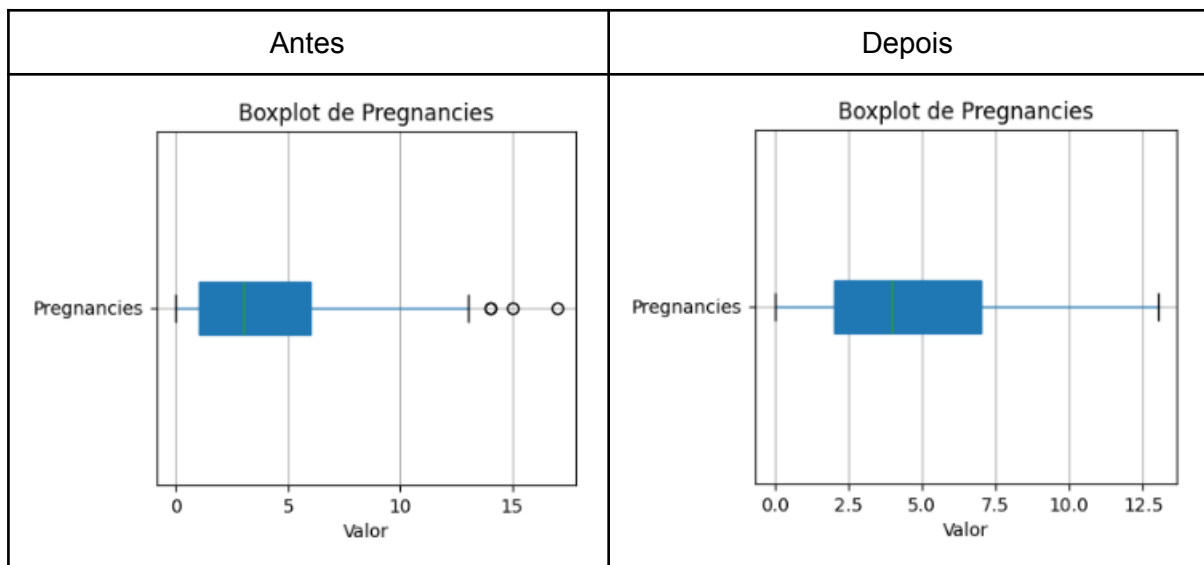 Antes
Depois
Boxplot de Pregnancies
Pregnancies
0 5 10 15
Valor
Boxplot de Pregnancies
Pregnancies
0.0 2.5 5.0 7.5 10.0 12.5
Valor